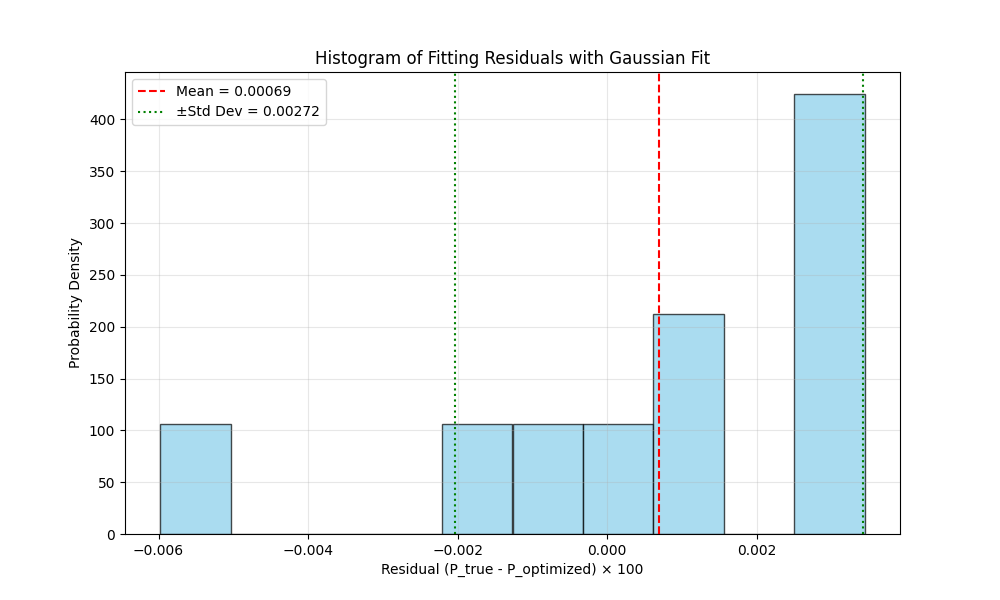 Histogram of Fitting Residuals with Gaussian Fit
Mean = 0.00069
±Std Dev = 0.00272
Probability Density
400
350
300
250
200
150
100
50
0
−0.006
−0.004
−0.002
0.000
0.002
Residual (P_true - P_optimized) × 100